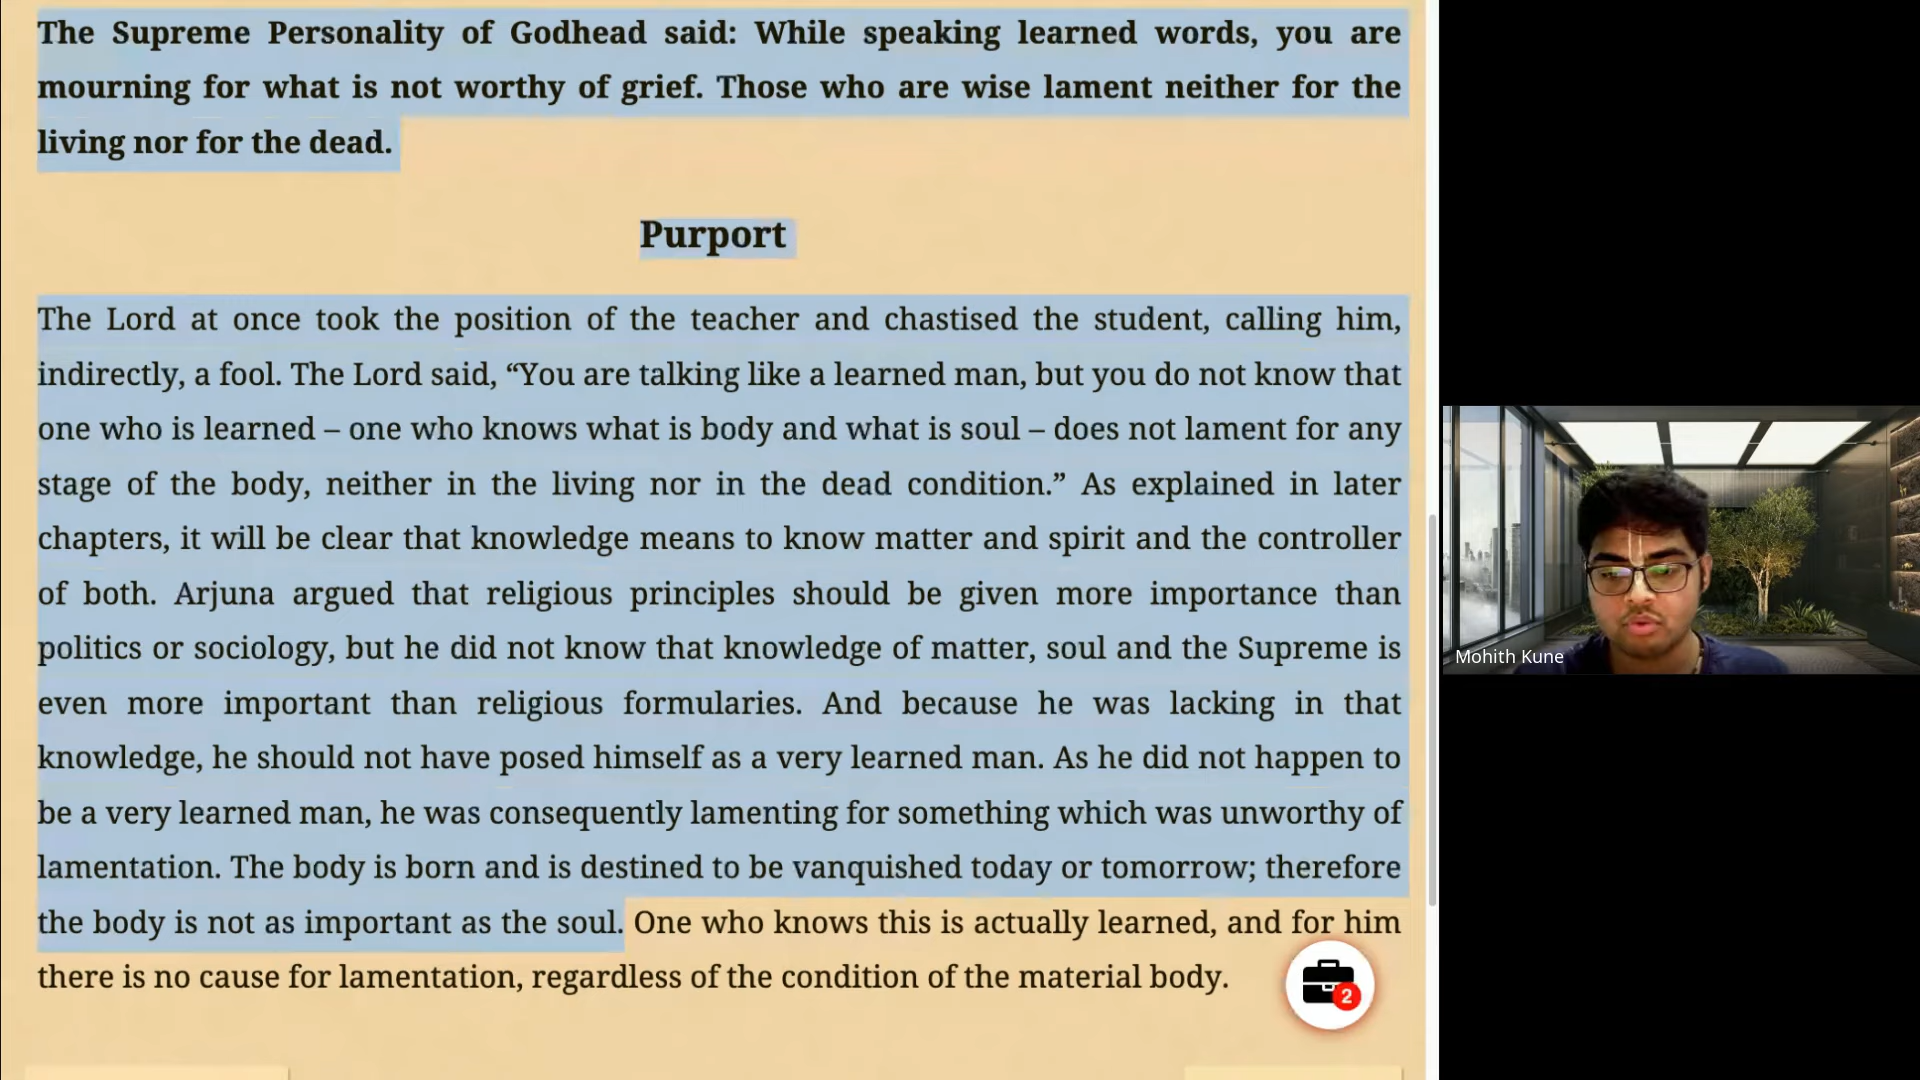 The Supreme Personality of Godhead said: While speaking learned words, you are
mourning for what is not worthy of grief. Those who are wise lament neither for the
living nor for the dead.
Purport
The Lord at once took the position of the teacher and chastised the student, calling him,
indirectly, a fool. The Lord said, “You are talking like a learned man, but you do not know that
one who is learned – one who knows what is body and what is soul – does not lament for any
stage of the body, neither in the living nor in the dead condition.” As explained in later
chapters, it will be clear that knowledge means to know matter and spirit and the controller
of both. Arjuna argued that religious principles should be given more importance than
politics or sociology, but he did not know that knowledge of matter, soul and the Supreme is
even more important than religious formularies. And because he was lacking in that
knowledge, he should not have posed himself as a very learned man. As he did not happen to
be a very learned man, he was consequently lamenting for something which was unworthy of
lamentation. The body is born and is destined to be vanquished today or tomorrow; therefore
the body is not as important as the soul. One who knows this is actually learned, and for him
there is no cause for lamentation, regardless of the condition of the material body.
2
Mohith Kune